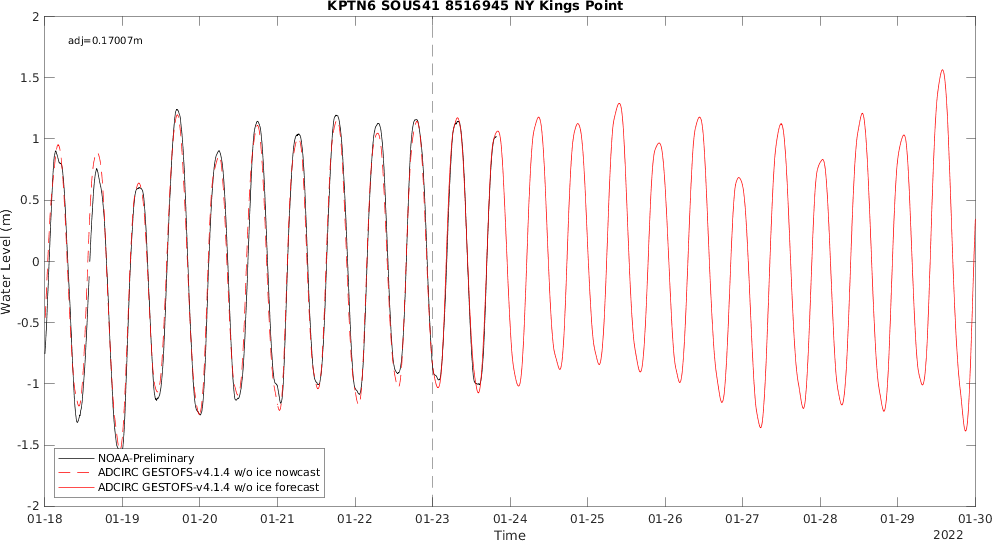 KPTN6 SOUS41 8516945 NY Kings Point
adj=0.17007m
2
1.5
1
0.5
0
-0.5
-1
-1.5
-2
Water Level (m)
NOAA-Preliminary
ADCIRC GESTOFS-v4.1.4 w/o ice nowcast
ADCIRC GESTOFS-v4.1.4 w/o ice forecast
01-18 01-19 01-20 01-21 01-22 01-23 01-24 01-25 01-26 01-27 01-28 01-29 01-30
Time
2022